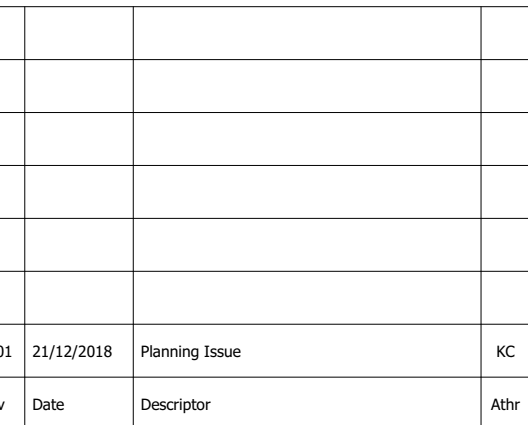 01 21/12/2018 Planning Issue KC
v Date Descriptor Athr